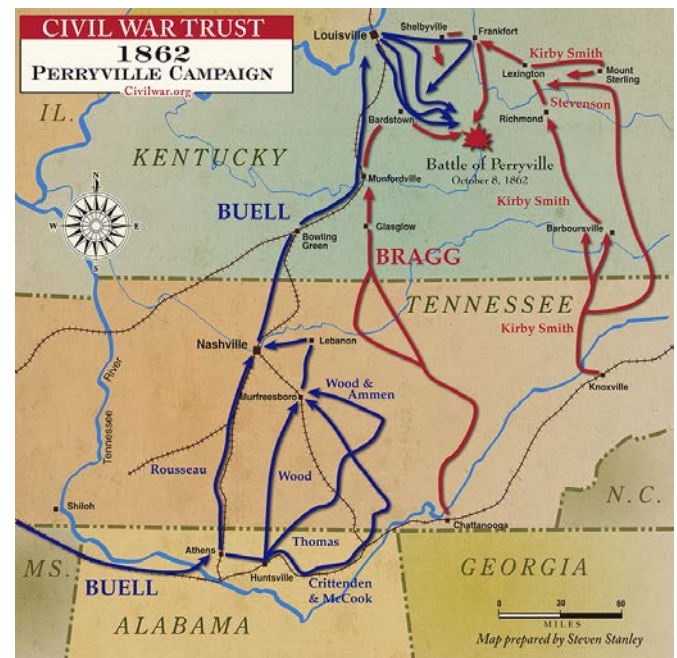 CIVIL WAR TRUST
1862
PERRYVILLE CAMPAIGN
Civilwar.org
Louisville
Shelbyville
Frankfort
Kirby Smith
Lexington
Mount
Sterling
IL.
Bardstown
Stevenson
Richmond
KENTUCKY
Battle of Perryville
October 8, 1862
Munfordville
N
W
E
S
BUELL
Kirby Smith
Glasglow
Barboursville
Bowling
Green
BRAGG
TENNESSEE
Kirby Smith
Nashville
Lebanon
Knoxville
Wood &
Ammen
Murfreesboro
Tennessee
River
Rousseau
Wood
N.C.
Shiloh
Chattanooga
Thomas
Athens
MS.
BUELL
Huntsville
Crittenden
& McCook
GEORGIA
ALABAMA
0 30 60
MILES
Map prepared by Steven Stanley